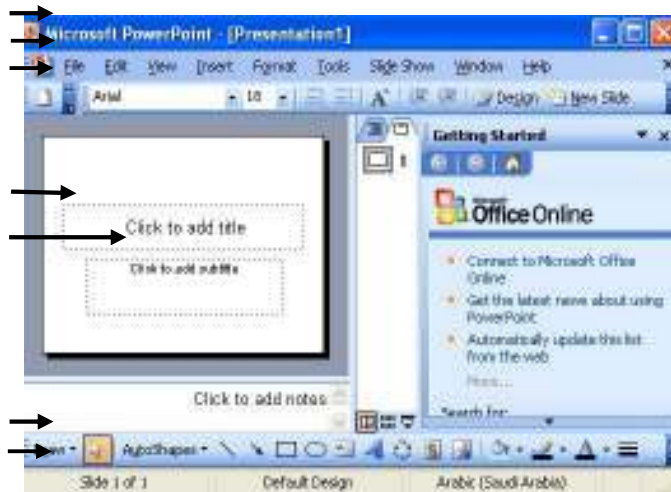 Microsoft PowerPoint - [Presentation1]
File Edit View Insert Format Tools Slide Show Window Help
Arial 18 A Design New Slide
1
Getting Started
Microsoft
Office Online
Connect to Microsoft Office
Online
Get the latest news about using
PowerPoint
Automatically update this list
from the web
More...
Search for:
Click to add title
Click to add subtitle
Click to add notes
AutoShapes
Slide 1 of 1 Default Design Arabic (Saudi Arabia)